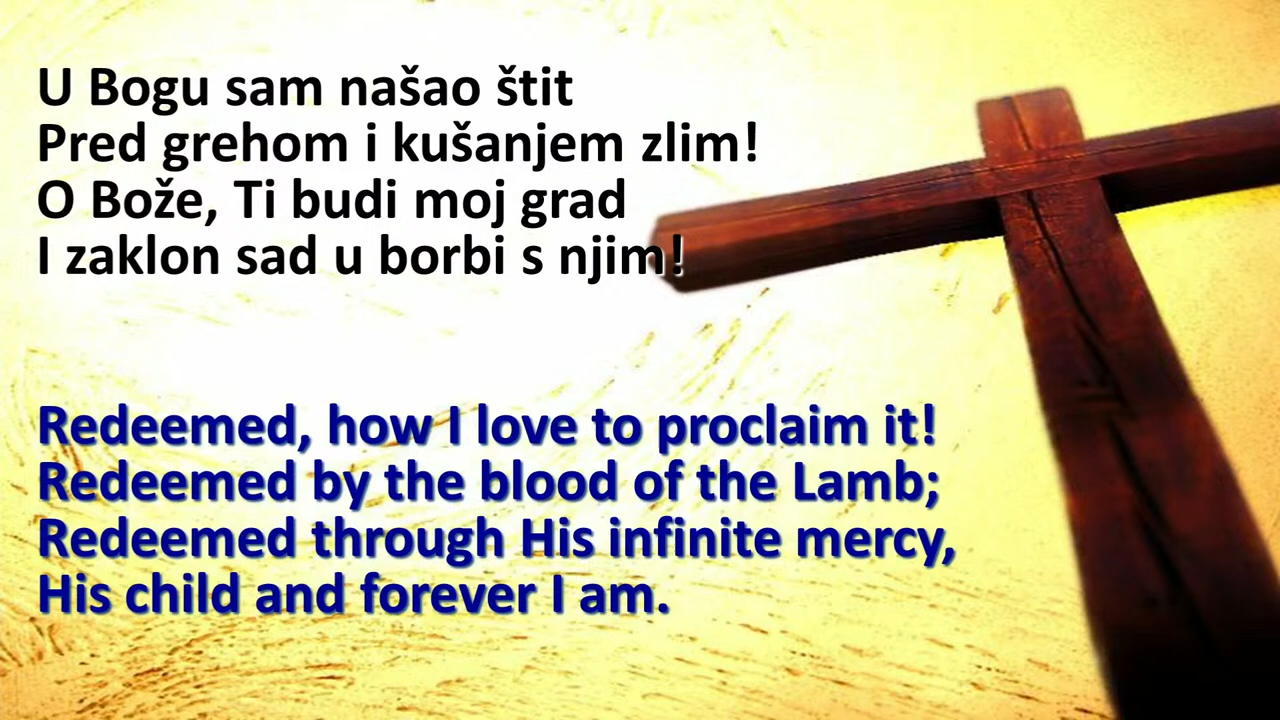 U Bogu sam našao štit
Pred grehom i kušanjem zlim!
O Bože, Ti budi moj grad
I zaklon sad u borbi s njim!
Redeemed, how I love to proclaim it!
Redeemed by the blood of the Lamb;
Redeemed through His infinite mercy,
His child and forever I am.